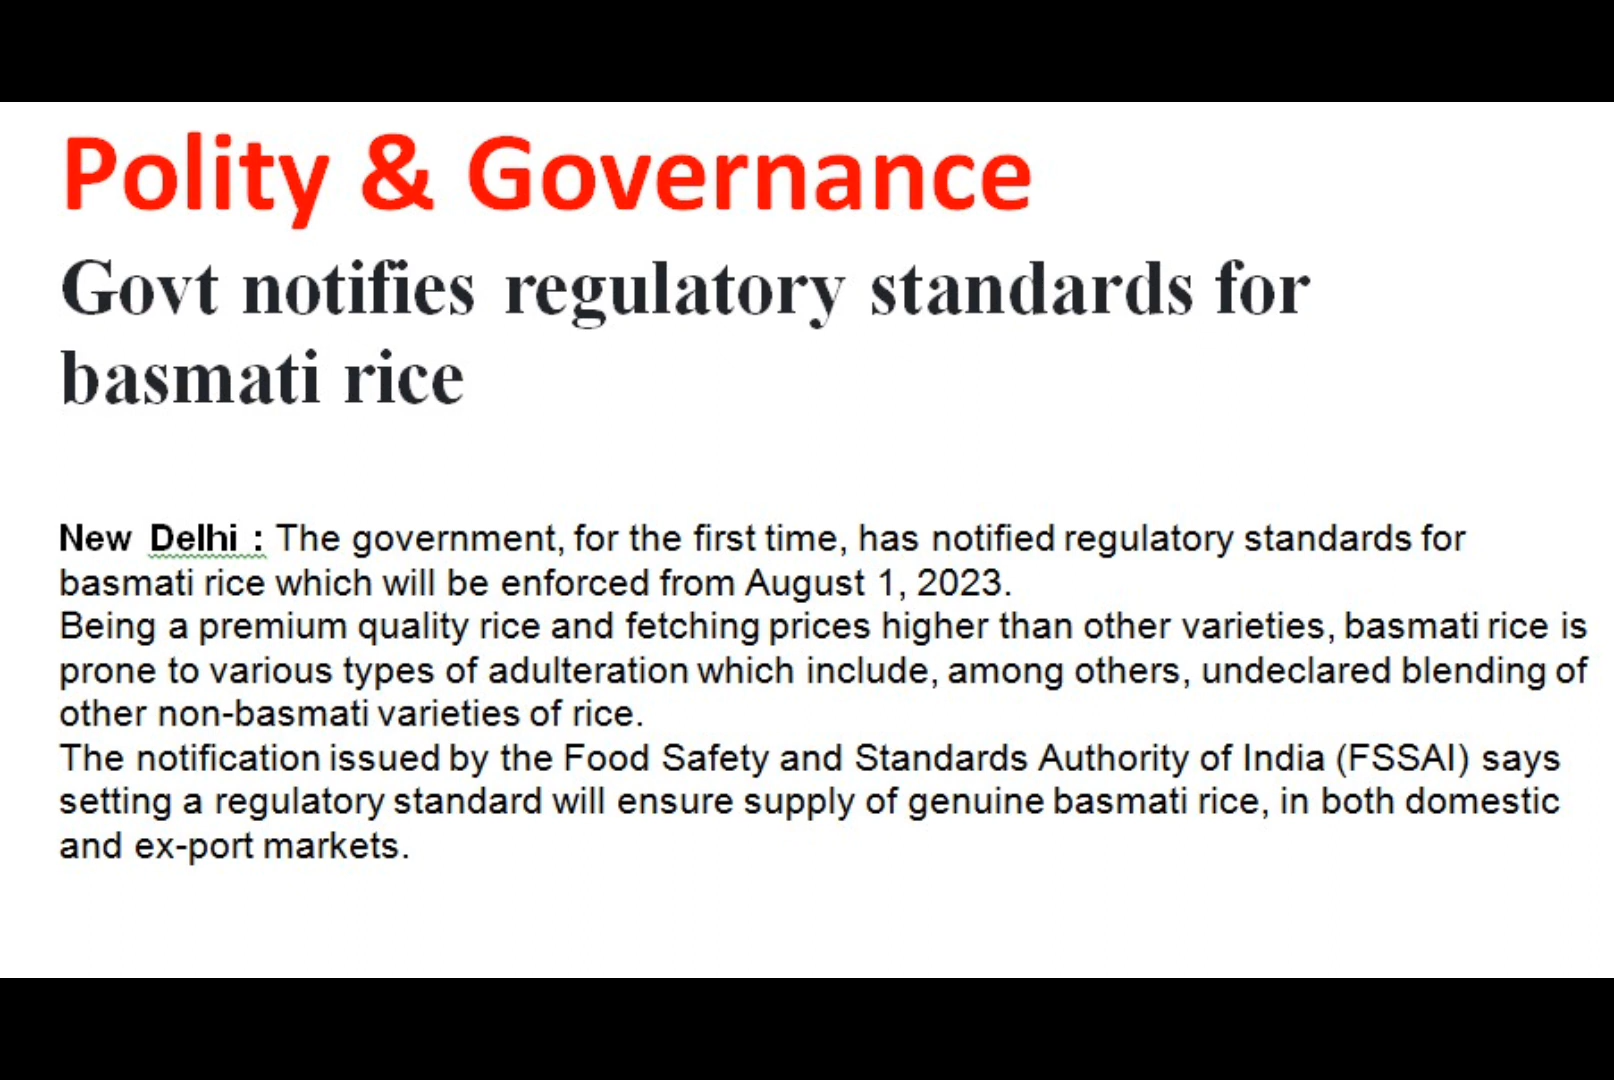 Polity & Governance
Govt notifies regulatory standards for
basmati rice
New Delhi : The government, for the first time, has notified regulatory standards for
basmati rice which will be enforced from August 1, 2023.
Being a premium quality rice and fetching prices higher than other varieties, basmati rice is
prone to various types of adulteration which include, among others, undeclared blending of
other non-basmati varieties of rice.
The notification issued by the Food Safety and Standards Authority of India (FSSAI) says
setting a regulatory standard will ensure supply of genuine basmati rice, in both domestic
and ex-port markets.